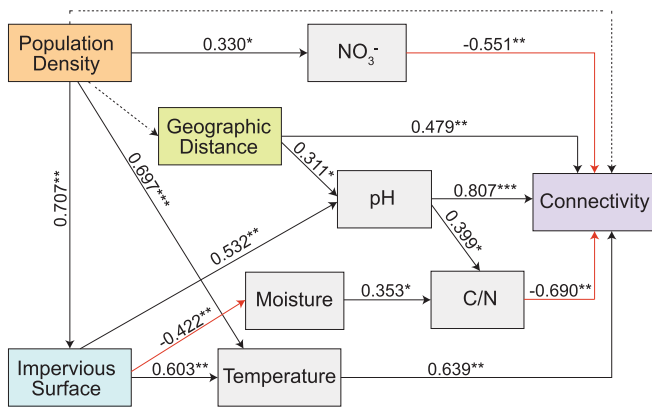 Population
Density
0.330*
NO₃⁻
-0.551**
Geographic
Distance
0.479**
0.311*
0.697***
0.707**
pH
0.807***
Connectivity
0.532**
0.399*
Moisture
0.353*
C/N
-0.690**
-0.422**
Impervious
Surface
0.603**
Temperature
0.639**